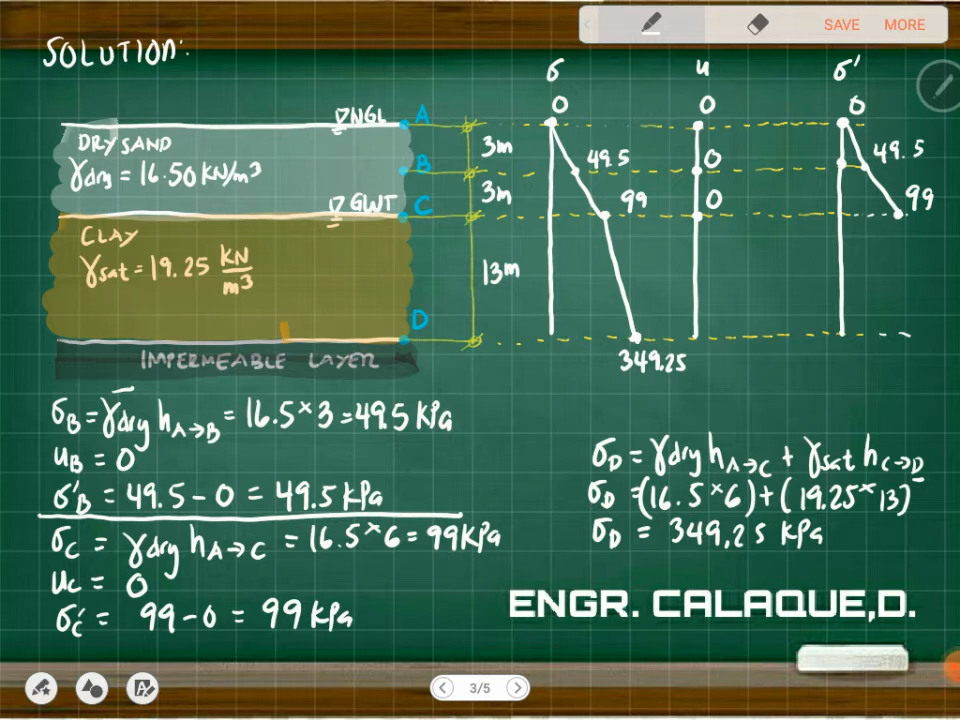 SAVE MORE
SOLUTION:
σ u σ'
0 0 0
NGL A
DRY SAND
γdry = 16.50 KN/m³
3m
B
49.5 0 49.5
3m
GWT C
99 0 99
CLAY
γsat = 19.25 KN/m³
13m
D
349.25
IMPERMEABLE LAYER
σB = γdry hA→B = 16.5×3 = 49.5 kPa
uB = 0
σ'B = 49.5 - 0 = 49.5 kPa
σC = γdry hA→C = 16.5×6 = 99 KPa
uC = 0
σ'C = 99 - 0 = 99 kPa
σD = γdry hA→C + γsat hC→D
σD = (16.5×6) + (19.25×13)
σD = 349.25 kPa
ENGR. CALAQUE,D.
3/5